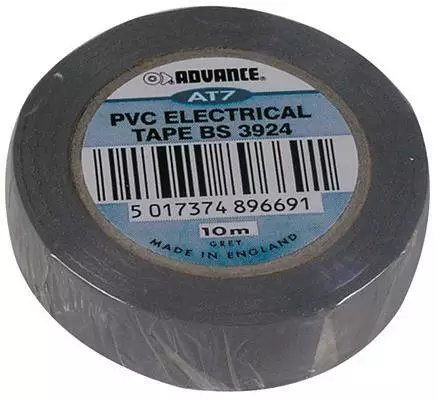 ADVANCE®
AT7
PVC ELECTRICAL
TAPE BS 3924
5 017374 896691
10m
GREY
MADE IN ENGLAND